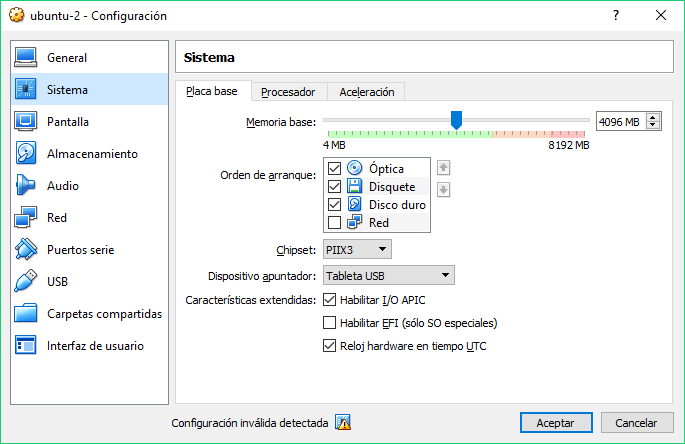 ubuntu-2 - Configuración
General
Sistema
Pantalla
Almacenamiento
Audio
Red
Puertos serie
USB
Carpetas compartidas
Interfaz de usuario
Sistema
Placa base Procesador Aceleración
Memoria base: 4096 MB
4 MB 8192 MB
Orden de arranque: Óptica
Disquete
Disco duro
Red
Chipset: PIIX3
Dispositivo apuntador: Tableta USB
Características extendidas: Habilitar I/O APIC
Habilitar EFI (sólo SO especiales)
Reloj hardware en tiempo UTC
Configuración inválida detectada Aceptar Cancelar